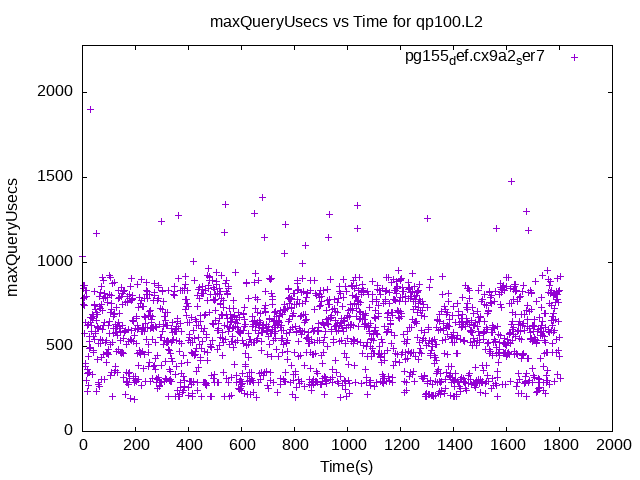 maxQueryUsecs vs Time for qp100.L2
pg155def.cx9a2ser7
2000
1500
1000
500
0
maxQueryUsecs
0 200 400 600 800 1000 1200 1400 1600 1800 2000
Time(s)